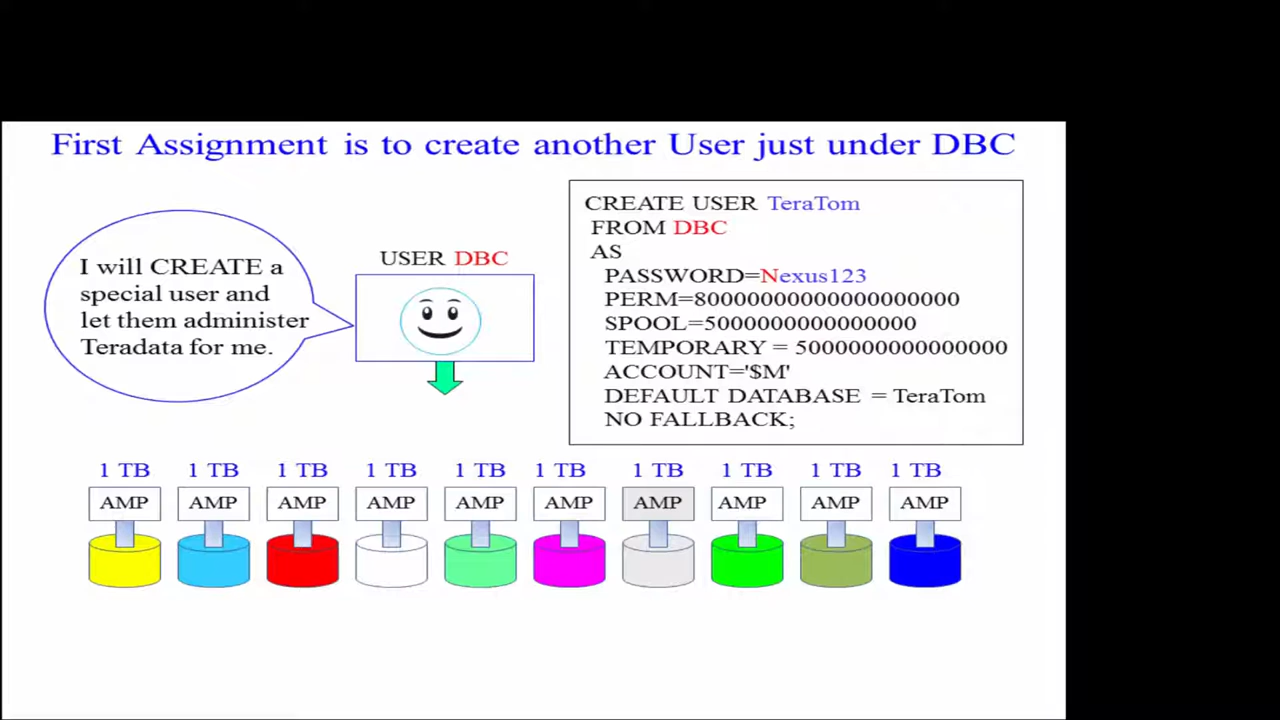 First Assignment is to create another User just under DBC
I will CREATE a
special user and
let them administer
Teradata for me.
USER DBC
CREATE USER TeraTom
FROM DBC
AS
PASSWORD=Nexus123
PERM=80000000000000000000
SPOOL=5000000000000000
TEMPORARY = 5000000000000000
ACCOUNT='$M'
DEFAULT DATABASE = TeraTom
NO FALLBACK;
1 TB 1 TB 1 TB 1 TB 1 TB 1 TB 1 TB 1 TB 1 TB 1 TB
AMP AMP AMP AMP AMP AMP AMP AMP AMP AMP